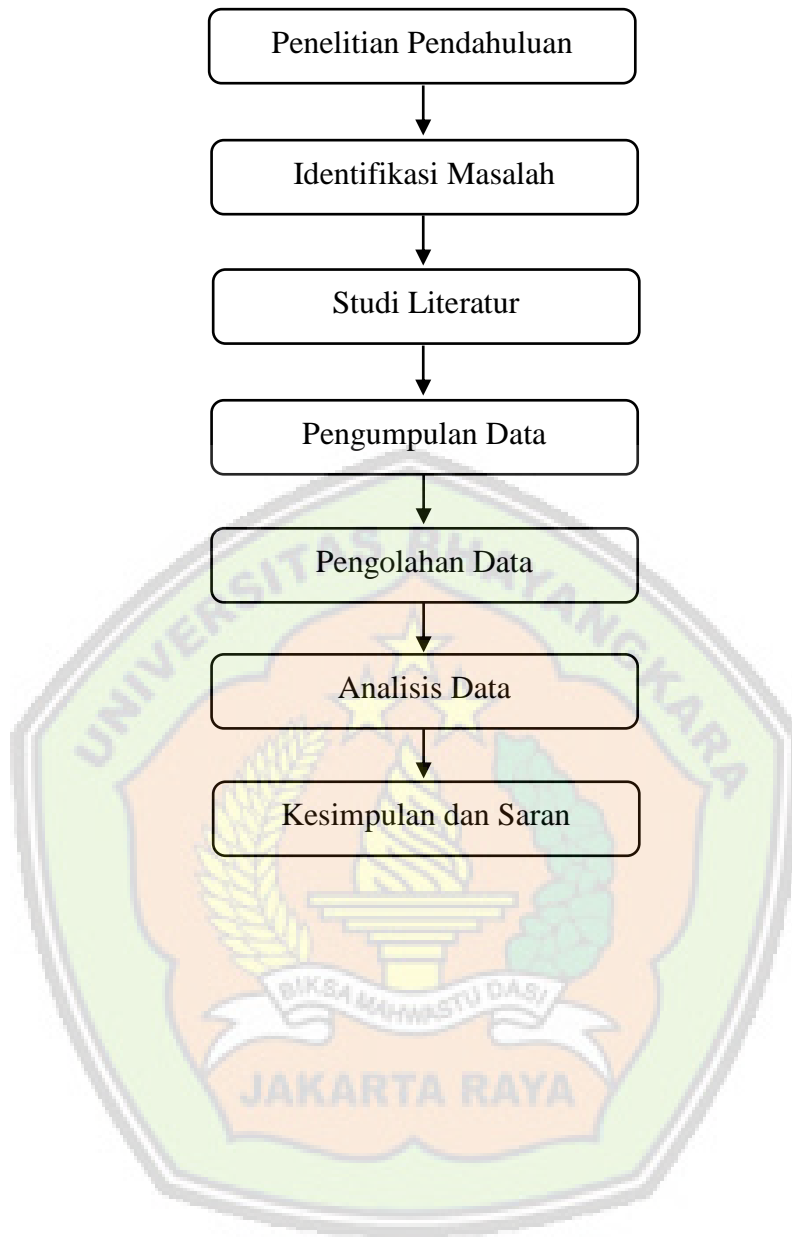 Penelitian Pendahuluan
Identifikasi Masalah
Studi Literatur
Pengumpulan Data
Pengolahan Data
Analisis Data
Kesimpulan dan Saran
UNIVERSITAS BHAYANGKARA
BIKSA MAHWASTU DASI
JAKARTA RAYA